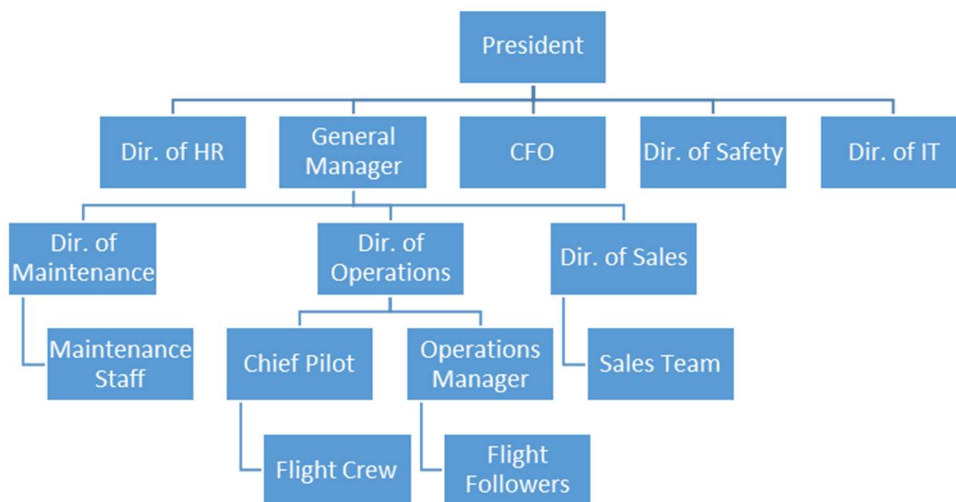 President
Dir. of HR
General
Manager
CFO
Dir. of Safety
Dir. of IT
Dir. of
Maintenance
Dir. of
Operations
Dir. of Sales
Maintenance
Staff
Chief Pilot
Operations
Manager
Sales Team
Flight Crew
Flight
Followers